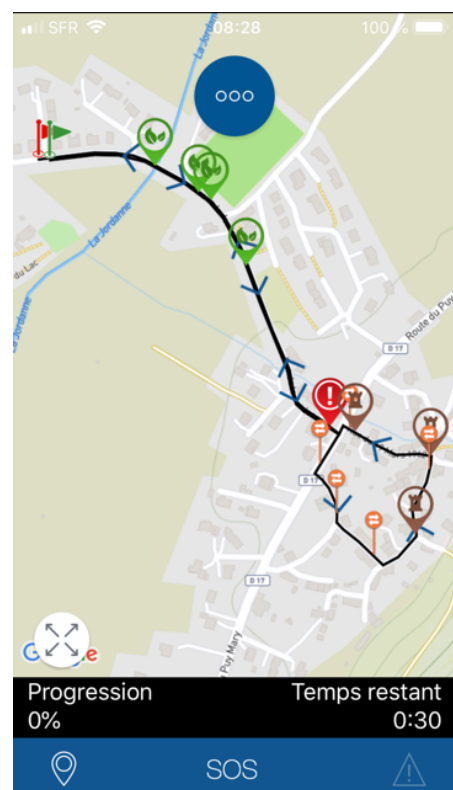 SFR 08:28 100 %
La Jordanne
La Jordanne
du Lac
Route du Puy
D 17
D 17
D 17
Puy Mary
Google
Progression Temps restant
0% 0:30
SOS